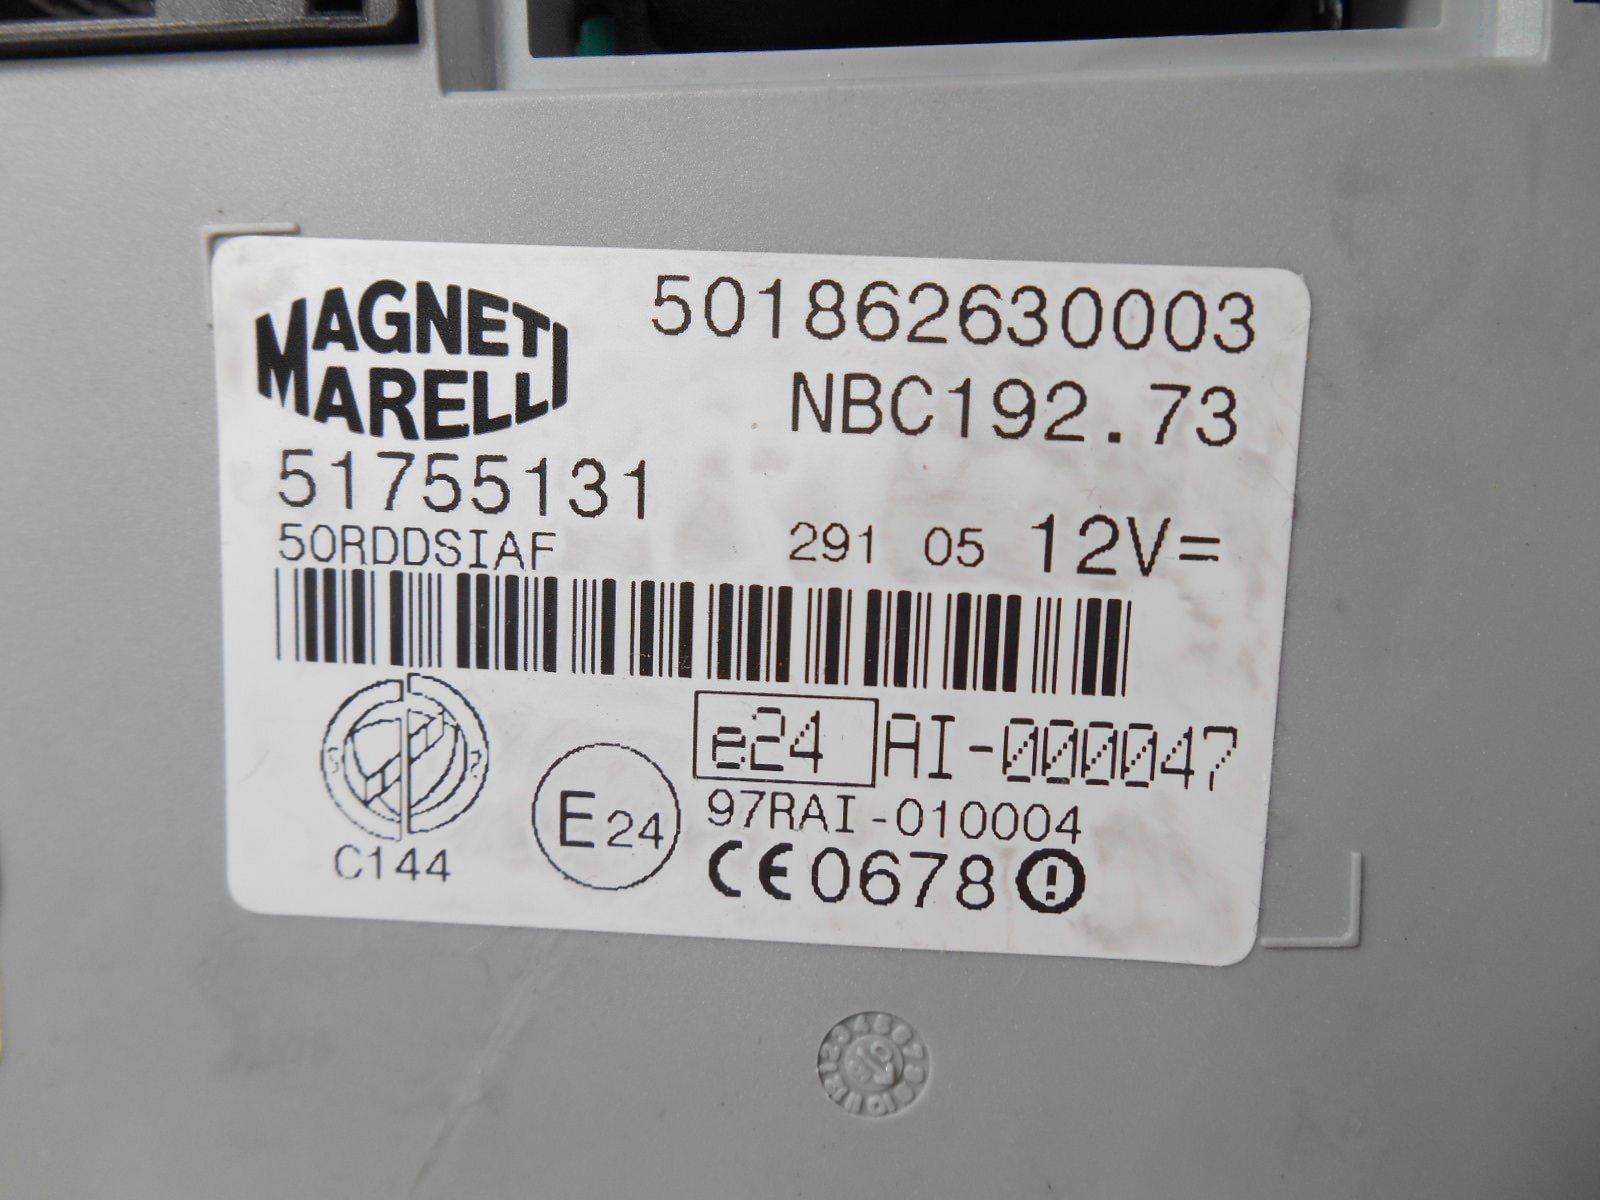 MAGNETI
MARELLI
501862630003
NBC192.73
51755131
50RDDSIAF 291 05 12V=
e24 AI-000047
E24
97RAI-010004
CE0678
C144